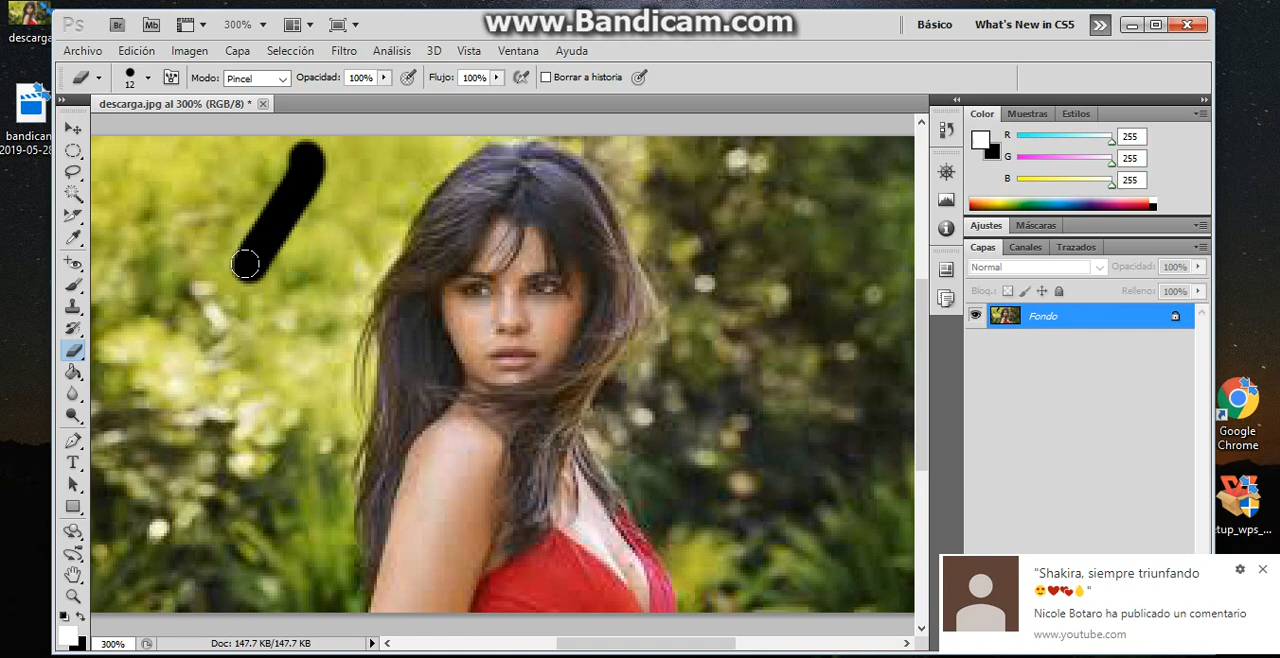 www.Bandicam.com
descarga
bandicam
2019-05-28
Ps Br Mb 300% Básico What's New in CS5
Archivo Edición Imagen Capa Selección Filtro Análisis 3D Vista Ventana Ayuda
12 Modo: Pincel Opacidad: 100% Flujo: 100% Borrar a historia
descarga.jpg al 300% (RGB/8) *
Color Muestras Estilos
R 255
G 255
B 255
Ajustes Máscaras
Capas Canales Trazados
Normal Opacidad: 100%
Bloq.: Relleno: 100%
Fondo
T
300% Doc: 147.7 KB/147.7 KB
Google
Chrome
etup_wps_...
"Shakira, siempre triunfando
😍❤💕👌"
Nicole Botaro ha publicado un comentario
www.youtube.com